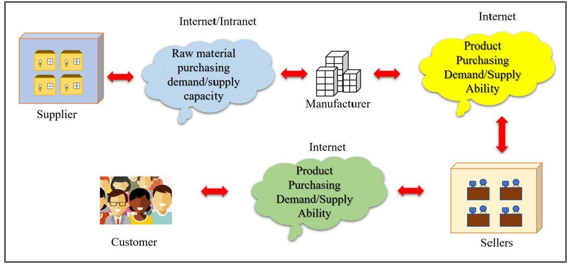 Internet/Intranet
Internet
Raw material
purchasing
demand/supply
capacity
Product
Purchasing
Demand/Supply
Ability
Supplier
Manufacturer
Internet
Product
Purchasing
Demand/Supply
Ability
Customer
Sellers